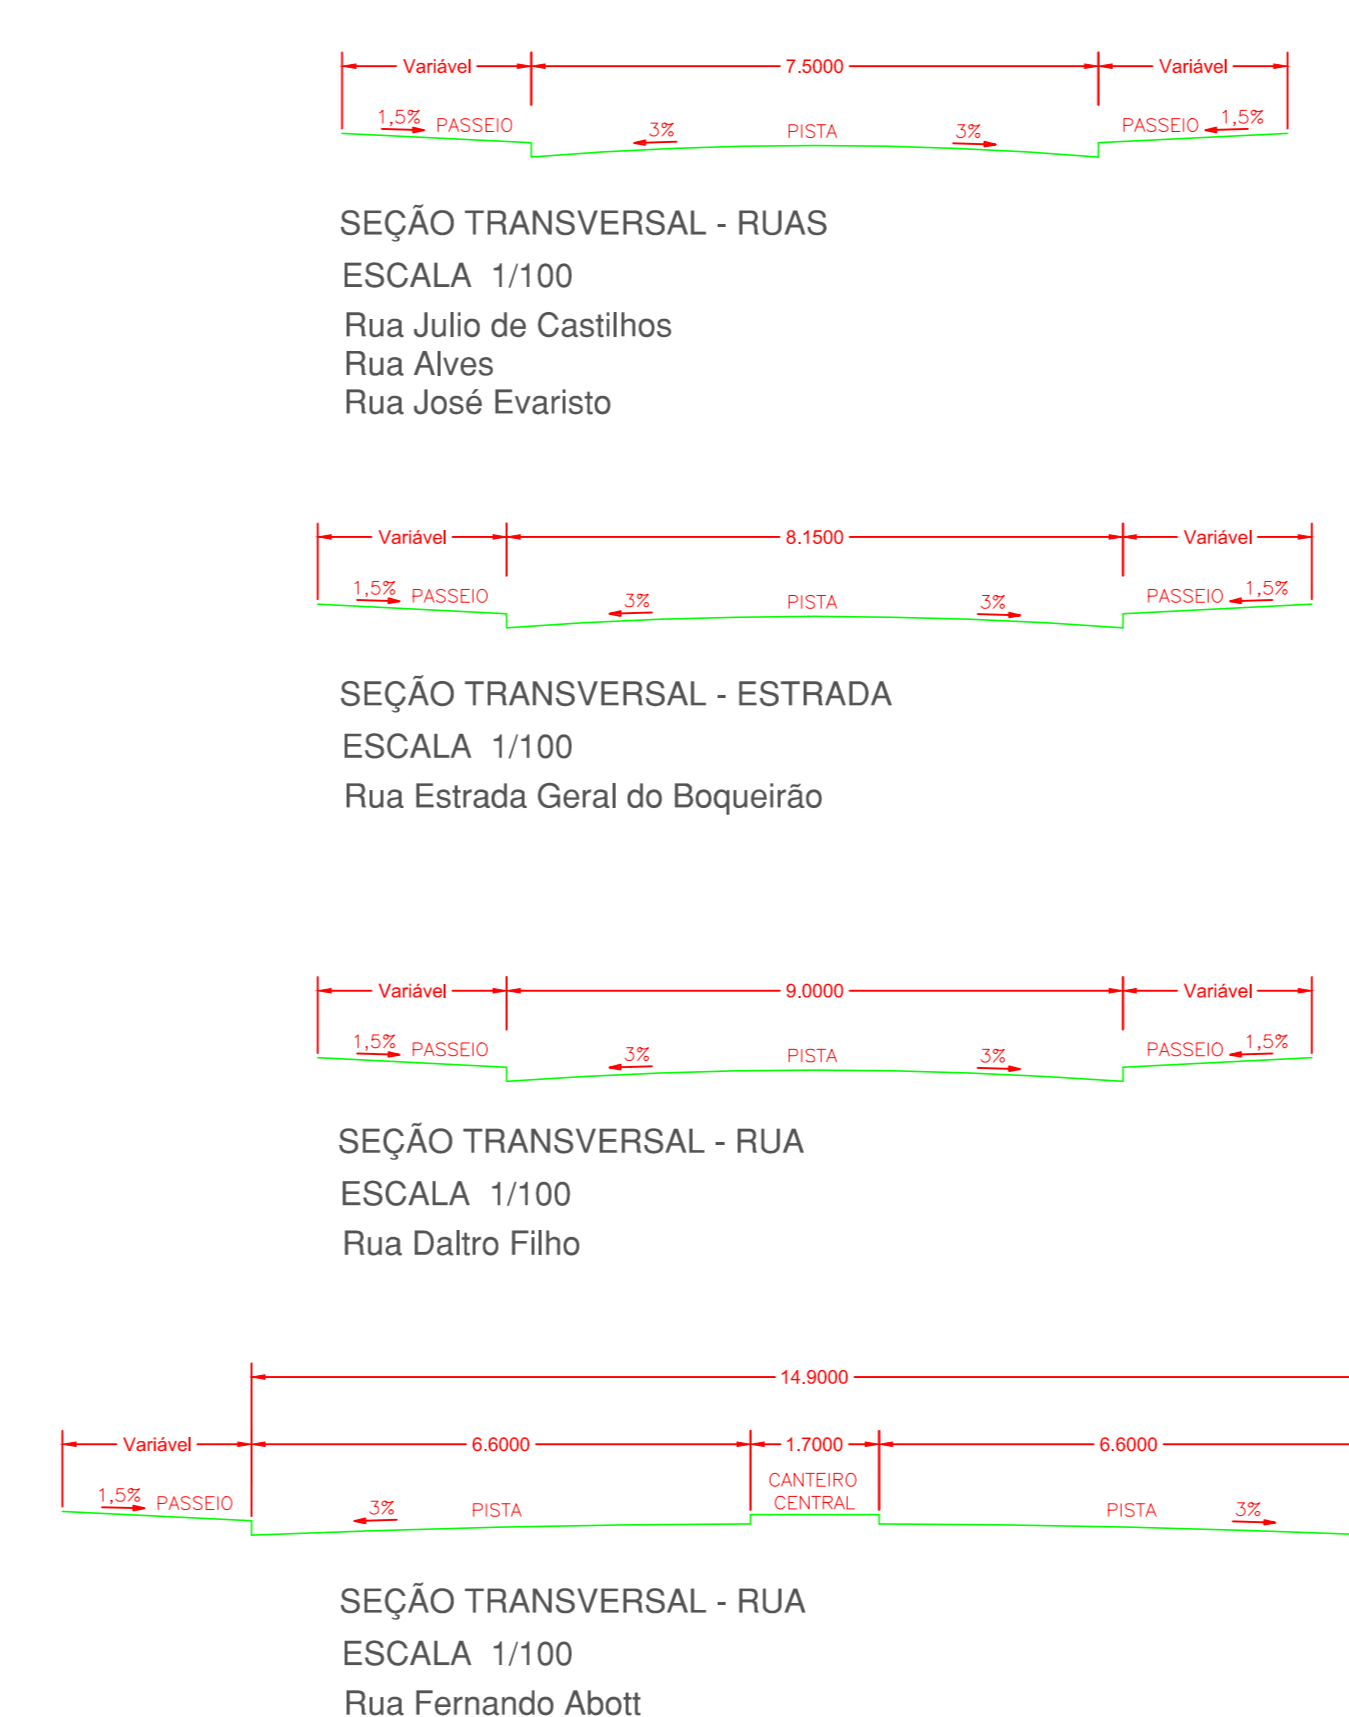 Variável 7.5000 Variável
1,5% PASSEIO 3% PISTA 3% PASSEIO 1,5%
SEÇÃO TRANSVERSAL - RUAS
ESCALA 1/100
Rua Julio de Castilhos
Rua Alves
Rua José Evaristo
Variável 8.1500 Variável
1,5% PASSEIO 3% PISTA 3% PASSEIO 1,5%
SEÇÃO TRANSVERSAL - ESTRADA
ESCALA 1/100
Rua Estrada Geral do Boqueirão
Variável 9.0000 Variável
1,5% PASSEIO 3% PISTA 3% PASSEIO 1,5%
SEÇÃO TRANSVERSAL - RUA
ESCALA 1/100
Rua Daltro Filho
14.9000
Variável 6.6000 1.7000 6.6000
CANTEIRO
1,5% PASSEIO 3% PISTA CENTRAL PISTA 3%
SEÇÃO TRANSVERSAL - RUA
ESCALA 1/100
Rua Fernando Abott